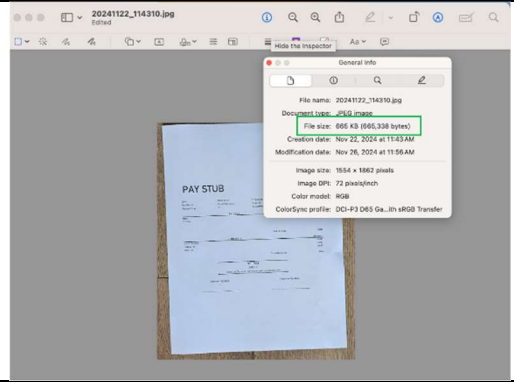 20241122_114310.jpg
Edited
Aa
Hide the Inspector
General Info
File name: 20241122_114310.jpg
Document type: JPEG image
File size: 665 KB (665,338 bytes)
Creation date: Nov 22, 2024 at 11:43 AM
Modification date: Nov 26, 2024 at 11:56 AM
Image size: 1554 x 1862 pixels
Image DPI: 72 pixels/inch
Color model: RGB
ColorSync profile: DCI-P3 D65 Ga...ith sRGB Transfer
PAY STUB